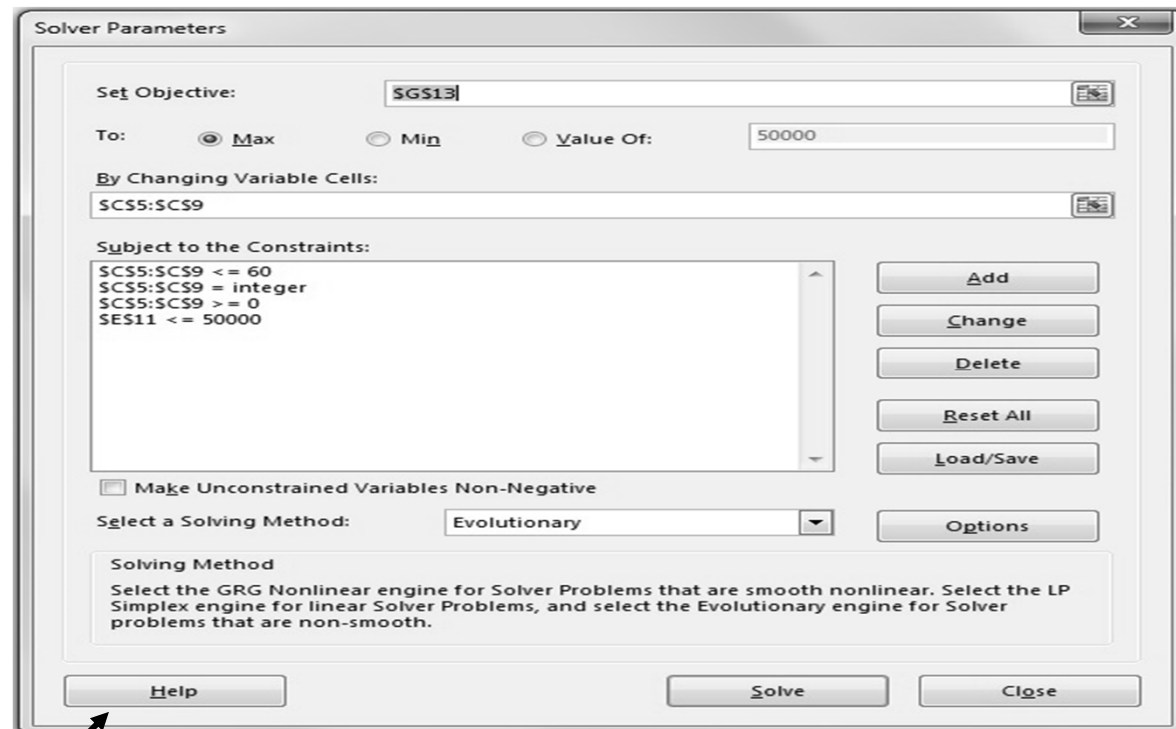 Solver Parameters
Set Objective: $G$13
To: Max Min Value Of: 50000
By Changing Variable Cells:
$C$5:$C$9
Subject to the Constraints:
$C$5:$C$9 <= 60
$C$5:$C$9 = integer
$C$5:$C$9 >= 0
$E$11 <= 50000
Add
Change
Delete
Reset All
Load/Save
Make Unconstrained Variables Non-Negative
Select a Solving Method: Evolutionary Options
Solving Method
Select the GRG Nonlinear engine for Solver Problems that are smooth nonlinear. Select the LP
Simplex engine for linear Solver Problems, and select the Evolutionary engine for Solver
problems that are non-smooth.
Help Solve Close